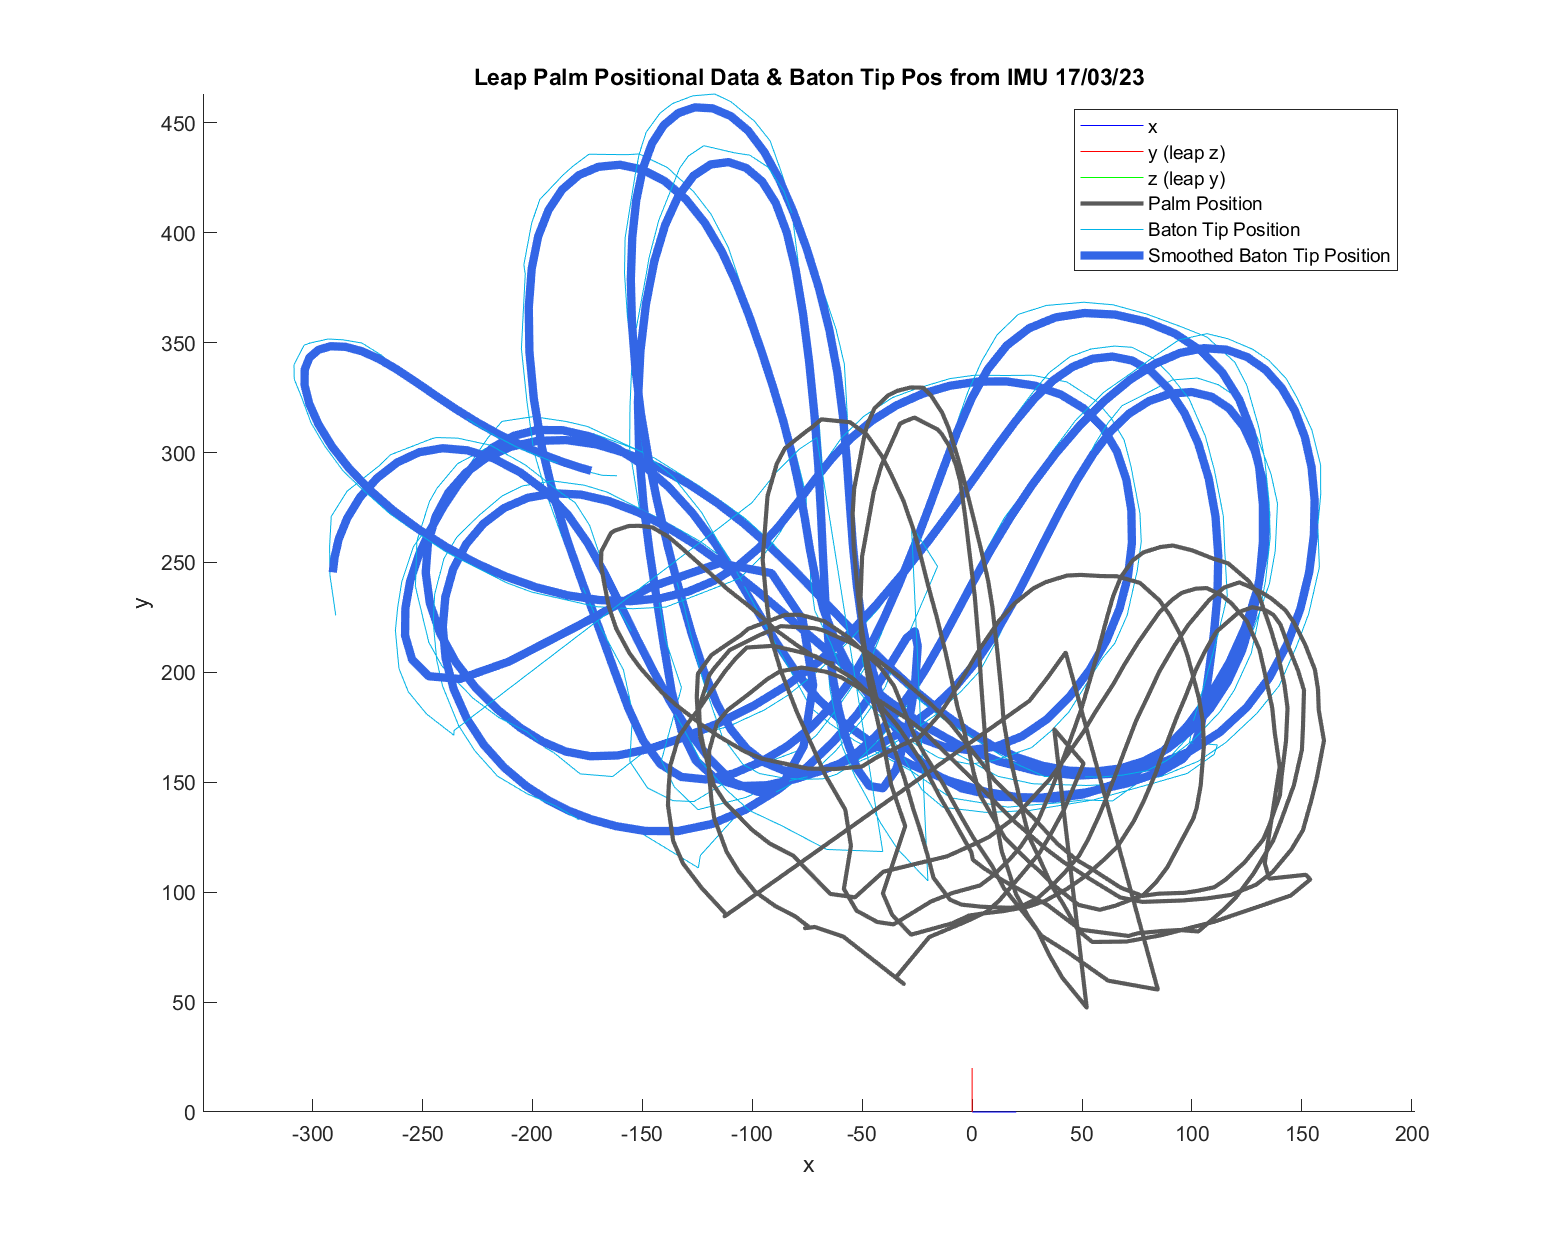 Leap Palm Positional Data & Baton Tip Pos from IMU 17/03/23
x
y (leap z)
z (leap y)
Palm Position
Baton Tip Position
Smoothed Baton Tip Position
450
400
350
300
250
200
150
100
50
0
y
-300 -250 -200 -150 -100 -50 0 50 100 150 200
x